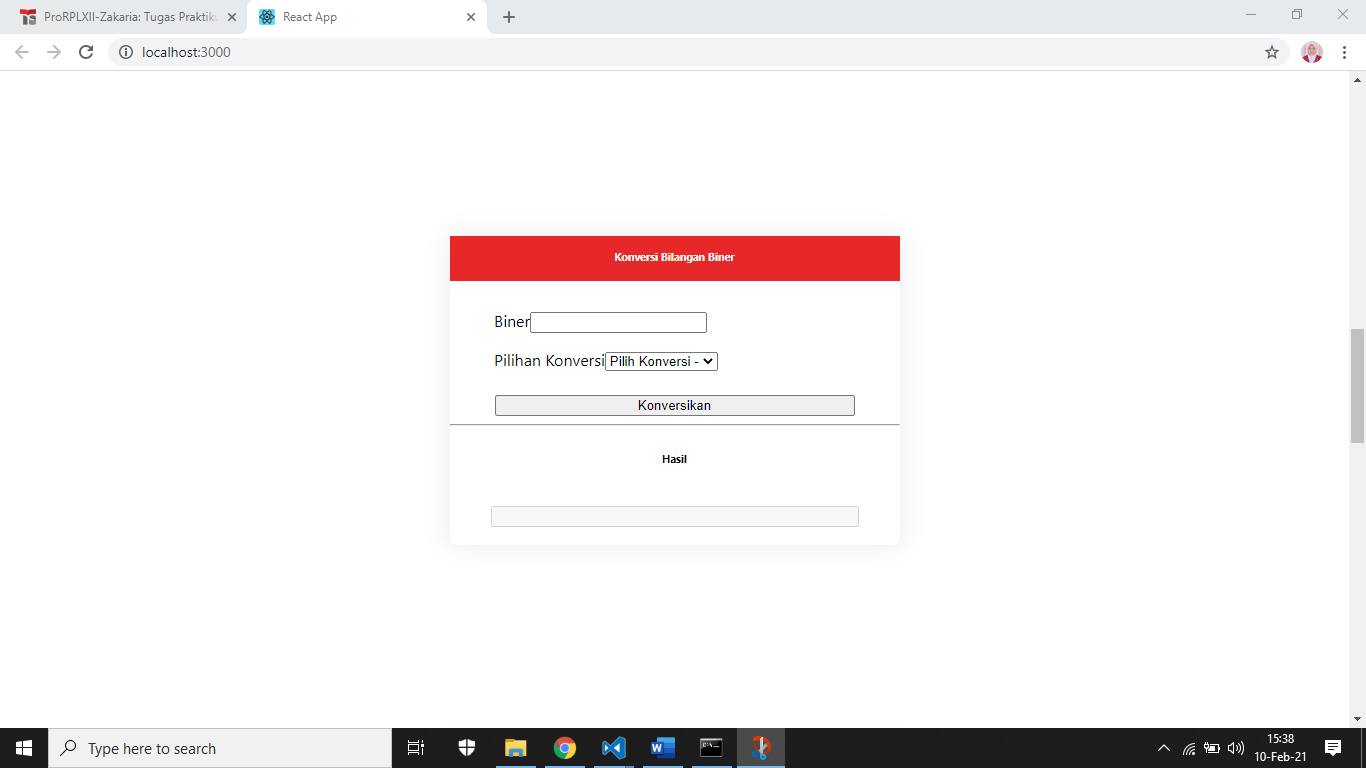 ProRPLXII-Zakaria: Tugas Praktik
React App
localhost:3000
Konversi Bilangan Biner
Biner
Pilihan Konversi Pilih Konversi -
Konversikan
Hasil
Type here to search
15:38
10-Feb-21